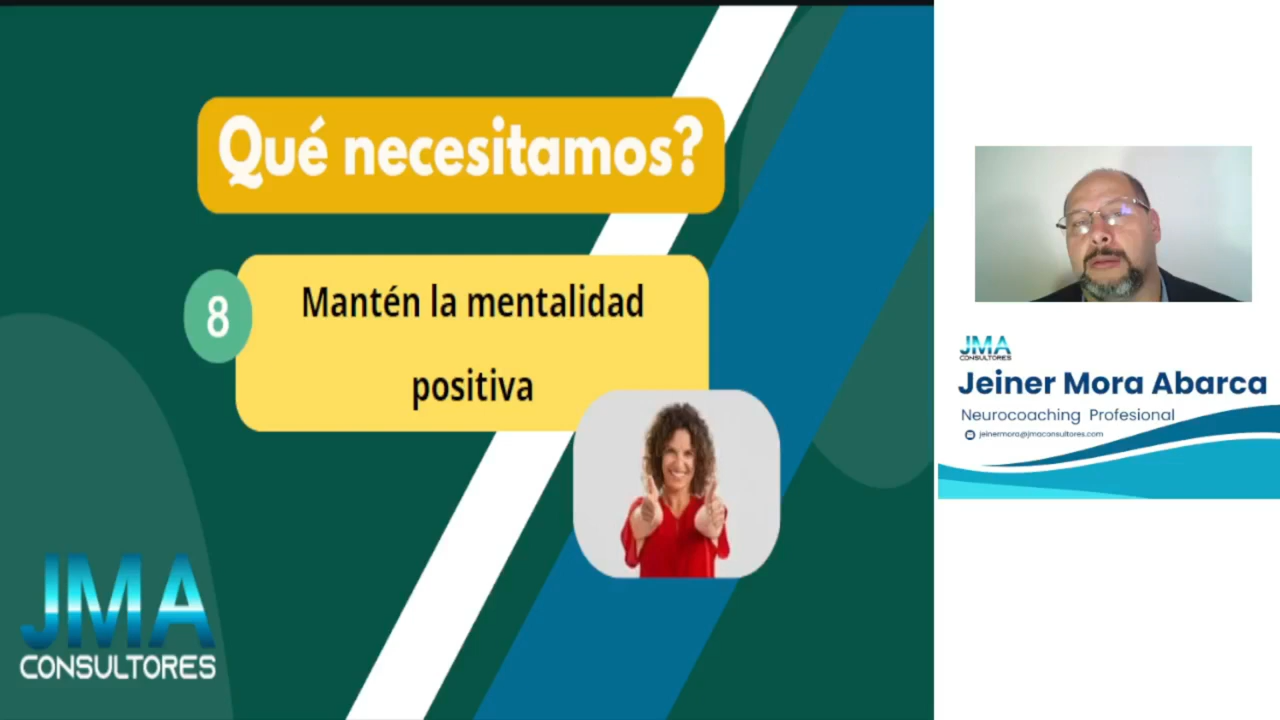 Qué necesitamos?
8
Mantén la mentalidad
positiva
JMA
CONSULTORES
JMA
CONSULTORES
Jeiner Mora Abarca
Neurocoaching Profesional
jeinermora@jmaconsultores.com